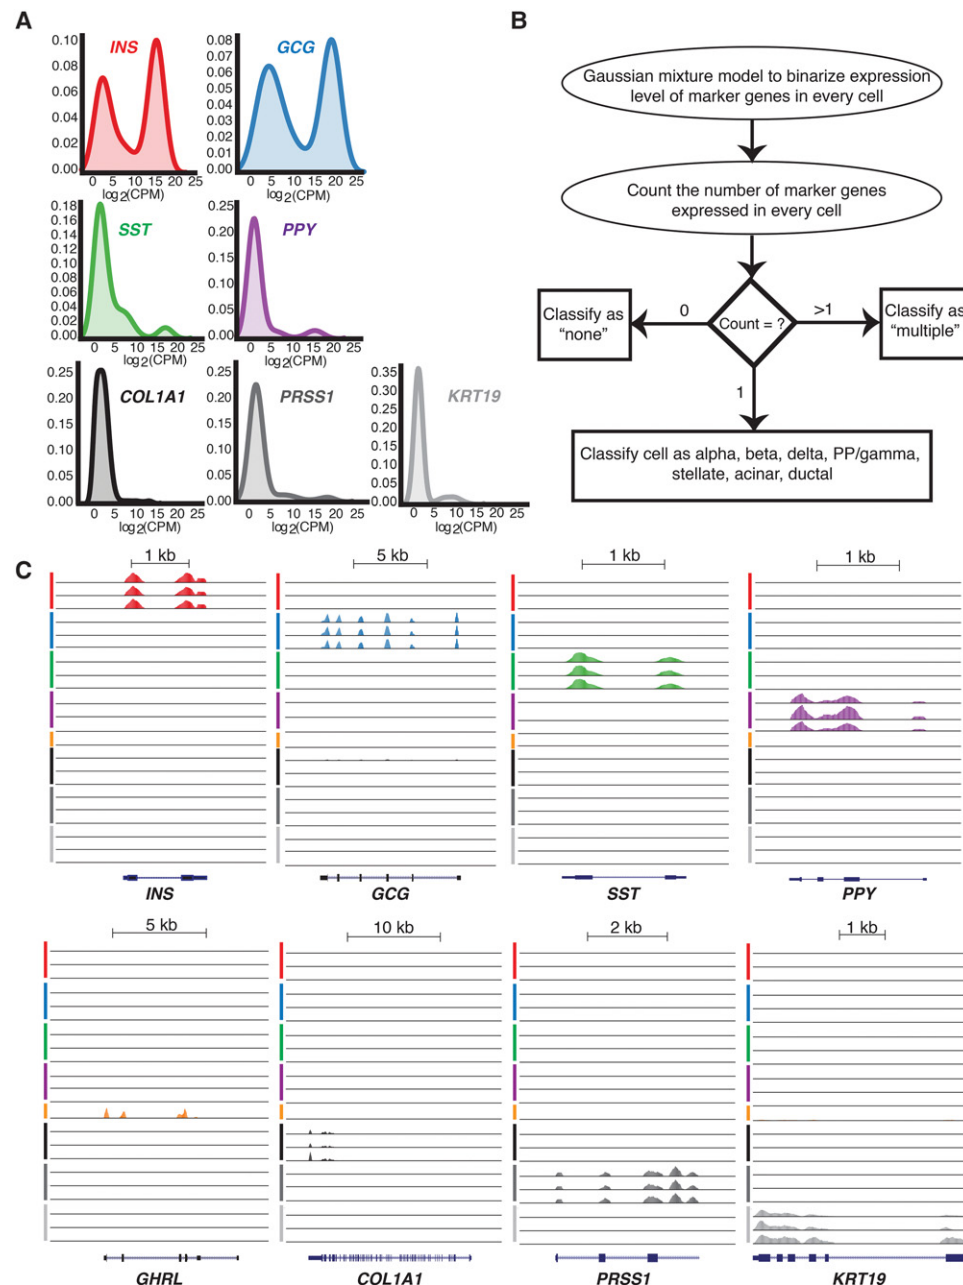 A
INS
0.10
0.08
0.06
0.04
0.02
0.00
0 5 10 15 20 25
log2(CPM)
GCG
0.08
0.07
0.06
0.05
0.04
0.03
0.02
0.01
0.00
0 5 10 15 20 25
log2(CPM)
SST
0.18
0.16
0.14
0.12
0.10
0.08
0.06
0.04
0.02
0.00
0 5 10 15 20 25
log2(CPM)
PPY
0.25
0.20
0.15
0.10
0.05
0.00
0 5 10 15 20 25
log2(CPM)
COL1A1
0.25
0.20
0.15
0.10
0.05
0.00
0 5 10 15 20 25
log2(CPM)
PRSS1
0.25
0.20
0.15
0.10
0.05
0.00
0 5 10 15 20 25
log2(CPM)
KRT19
0.35
0.30
0.25
0.20
0.15
0.10
0.05
0.00
0 5 10 15 20 25
log2(CPM)
B
Gaussian mixture model to binarize expression
level of marker genes in every cell
Count the number of marker genes
expressed in every cell
Classify as
“none”
0
Count = ?
>1
Classify as
“multiple”
1
Classify cell as alpha, beta, delta, PP/gamma,
stellate, acinar, ductal
C
1 kb
5 kb
1 kb
1 kb
INS
GCG
SST
PPY
5 kb
10 kb
2 kb
1 kb
GHRL
COL1A1
PRSS1
KRT19